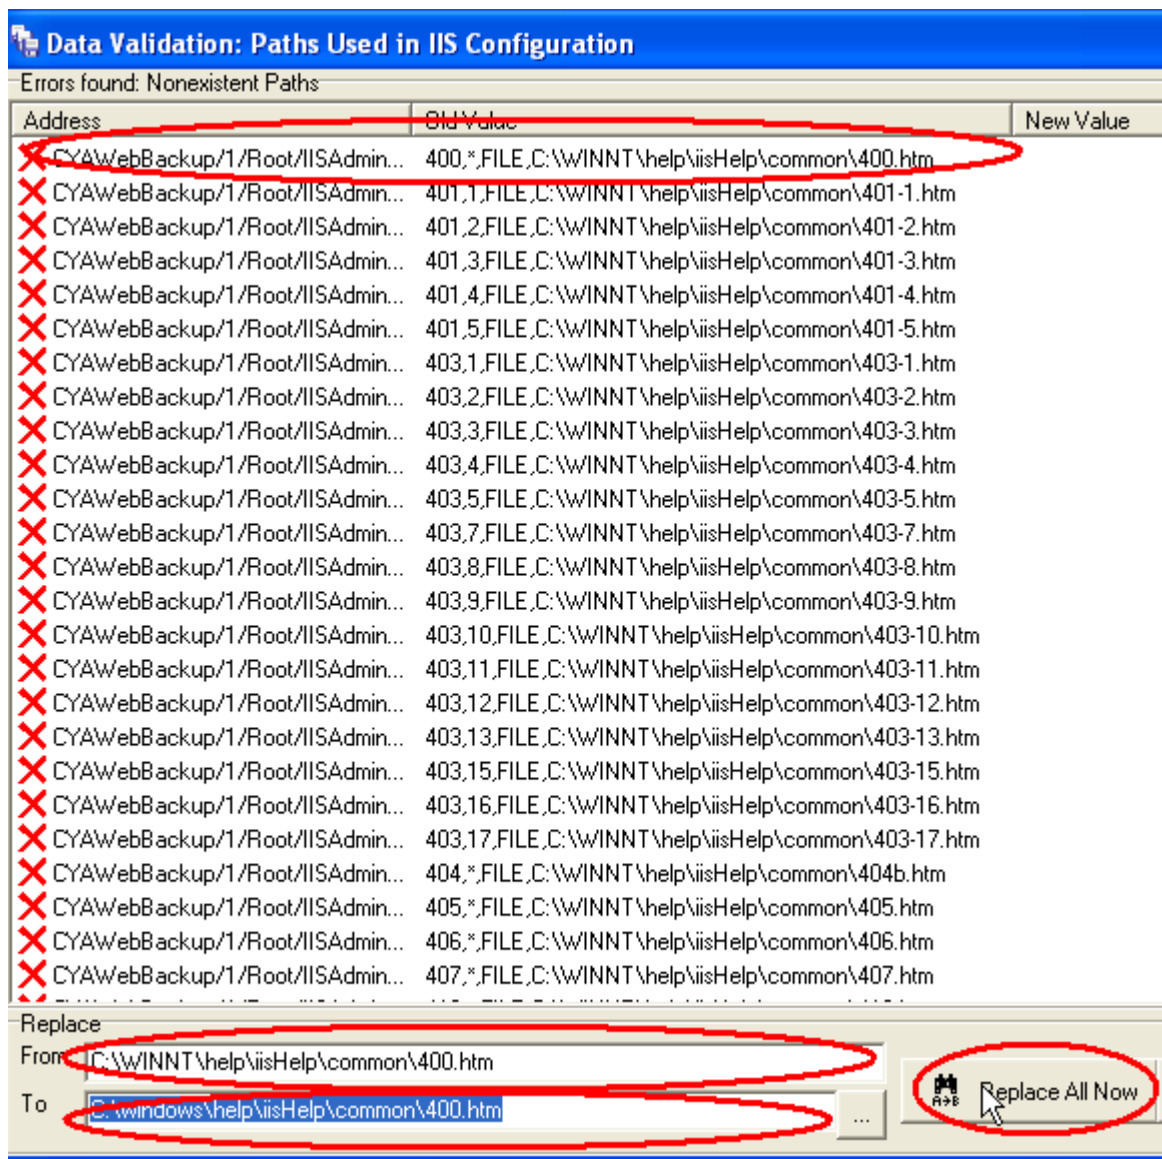 Data Validation: Paths Used in IIS Configuration
Errors found: Nonexistent Paths
Address Old Value New Value
CYAWebBackup/1/Root/IISAdmin... 400,*,FILE,C:\WINNT\help\iisHelp\common\400.htm
CYAWebBackup/1/Root/IISAdmin... 401,1,FILE,C:\WINNT\help\iisHelp\common\401-1.htm
CYAWebBackup/1/Root/IISAdmin... 401,2,FILE,C:\WINNT\help\iisHelp\common\401-2.htm
CYAWebBackup/1/Root/IISAdmin... 401,3,FILE,C:\WINNT\help\iisHelp\common\401-3.htm
CYAWebBackup/1/Root/IISAdmin... 401,4,FILE,C:\WINNT\help\iisHelp\common\401-4.htm
CYAWebBackup/1/Root/IISAdmin... 401,5,FILE,C:\WINNT\help\iisHelp\common\401-5.htm
CYAWebBackup/1/Root/IISAdmin... 403,1,FILE,C:\WINNT\help\iisHelp\common\403-1.htm
CYAWebBackup/1/Root/IISAdmin... 403,2,FILE,C:\WINNT\help\iisHelp\common\403-2.htm
CYAWebBackup/1/Root/IISAdmin... 403,3,FILE,C:\WINNT\help\iisHelp\common\403-3.htm
CYAWebBackup/1/Root/IISAdmin... 403,4,FILE,C:\WINNT\help\iisHelp\common\403-4.htm
CYAWebBackup/1/Root/IISAdmin... 403,5,FILE,C:\WINNT\help\iisHelp\common\403-5.htm
CYAWebBackup/1/Root/IISAdmin... 403,7,FILE,C:\WINNT\help\iisHelp\common\403-7.htm
CYAWebBackup/1/Root/IISAdmin... 403,8,FILE,C:\WINNT\help\iisHelp\common\403-8.htm
CYAWebBackup/1/Root/IISAdmin... 403,9,FILE,C:\WINNT\help\iisHelp\common\403-9.htm
CYAWebBackup/1/Root/IISAdmin... 403,10,FILE,C:\WINNT\help\iisHelp\common\403-10.htm
CYAWebBackup/1/Root/IISAdmin... 403,11,FILE,C:\WINNT\help\iisHelp\common\403-11.htm
CYAWebBackup/1/Root/IISAdmin... 403,12,FILE,C:\WINNT\help\iisHelp\common\403-12.htm
CYAWebBackup/1/Root/IISAdmin... 403,13,FILE,C:\WINNT\help\iisHelp\common\403-13.htm
CYAWebBackup/1/Root/IISAdmin... 403,15,FILE,C:\WINNT\help\iisHelp\common\403-15.htm
CYAWebBackup/1/Root/IISAdmin... 403,16,FILE,C:\WINNT\help\iisHelp\common\403-16.htm
CYAWebBackup/1/Root/IISAdmin... 403,17,FILE,C:\WINNT\help\iisHelp\common\403-17.htm
CYAWebBackup/1/Root/IISAdmin... 404,*,FILE,C:\WINNT\help\iisHelp\common\404b.htm
CYAWebBackup/1/Root/IISAdmin... 405,*,FILE,C:\WINNT\help\iisHelp\common\405.htm
CYAWebBackup/1/Root/IISAdmin... 406,*,FILE,C:\WINNT\help\iisHelp\common\406.htm
CYAWebBackup/1/Root/IISAdmin... 407,*,FILE,C:\WINNT\help\iisHelp\common\407.htm
Replace
From C:\WINNT\help\iisHelp\common\400.htm
To C:\windows\help\iisHelp\common\400.htm ...
A→B Replace All Now